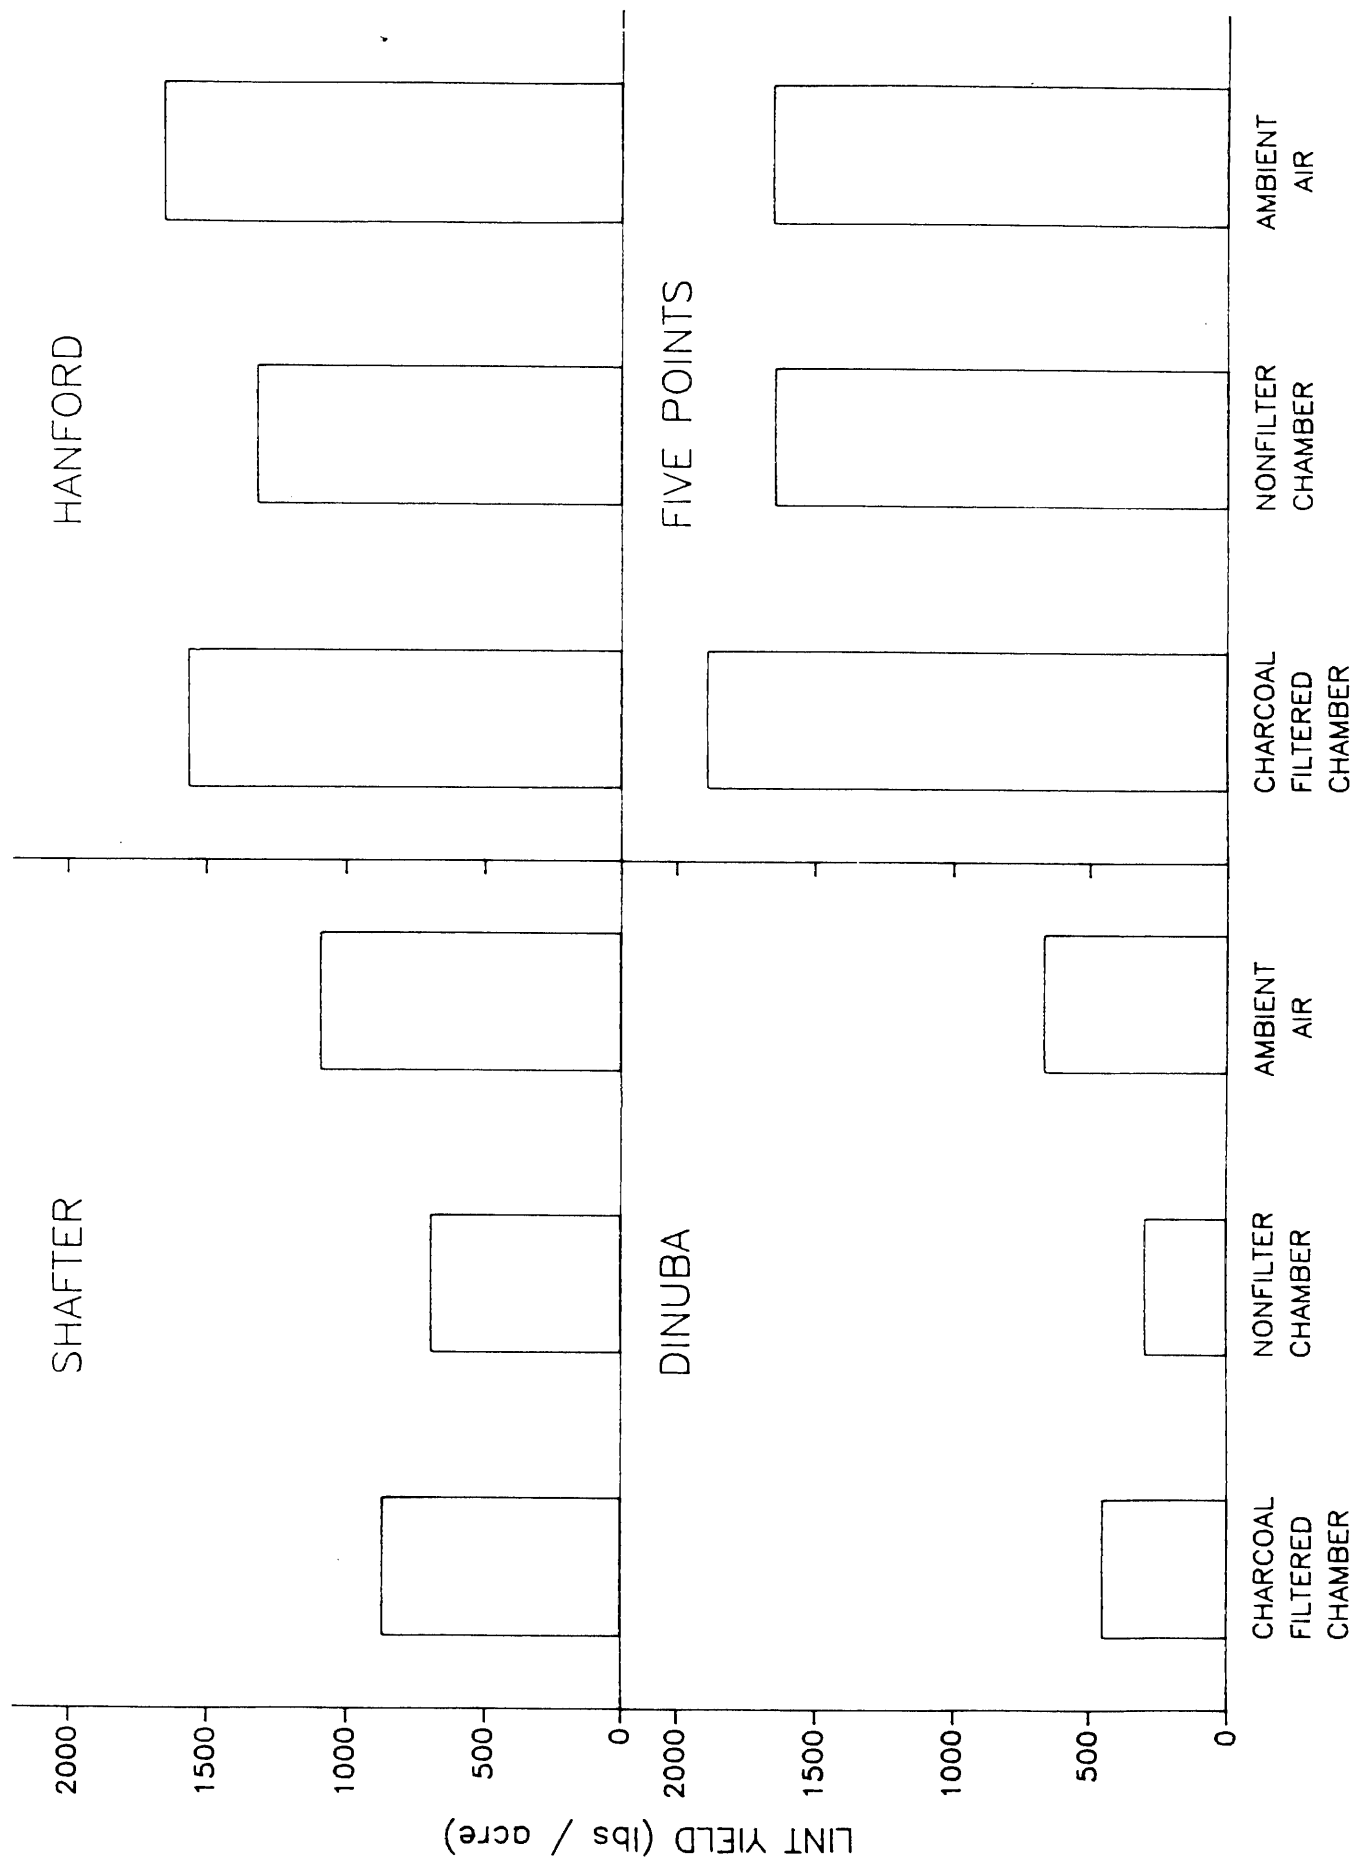 LINT YIELD (lbs / acre)
SHAFTER
HANFORD
2000
1500
1000
500
0
DINUBA
FIVE POINTS
2000
1500
1000
500
0
CHARCOAL
FILTERED
CHAMBER
NONFILTER
CHAMBER
AMBIENT
AIR
CHARCOAL
FILTERED
CHAMBER
NONFILTER
CHAMBER
AMBIENT
AIR